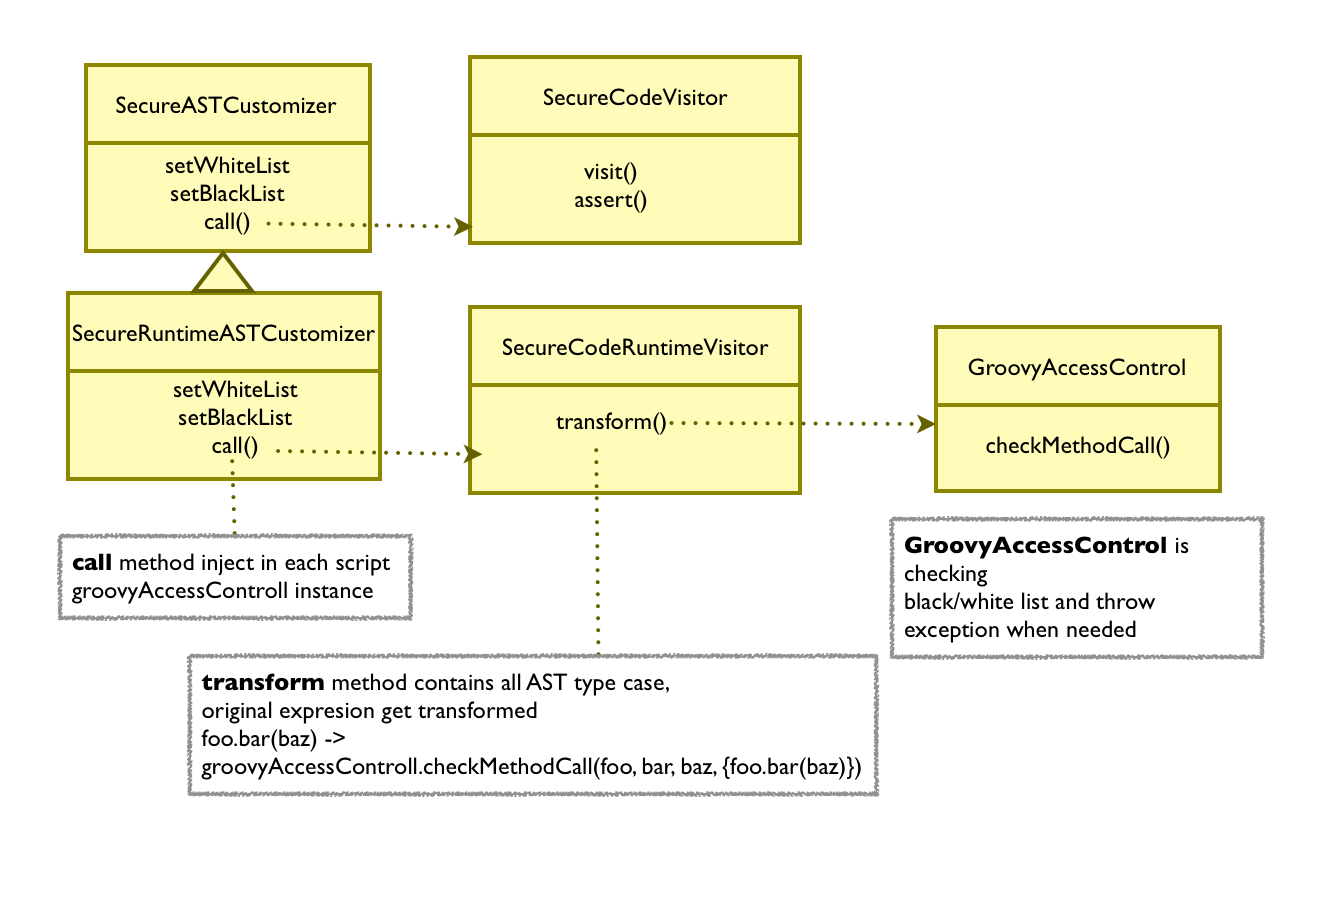 SecureASTCustomizer
setWhiteList
setBlackList
call()
SecureCodeVisitor
visit()
assert()
SecureRuntimeASTCustomizer
setWhiteList
setBlackList
call()
SecureCodeRuntimeVisitor
transform()
GroovyAccessControl
checkMethodCall()
call method inject in each script
groovyAccessControll instance
GroovyAccessControl is
checking
black/white list and throw
exception when needed
transform method contains all AST type case,
original expresion get transformed
foo.bar(baz) ->
groovyAccessControll.checkMethodCall(foo, bar, baz, {foo.bar(baz)})